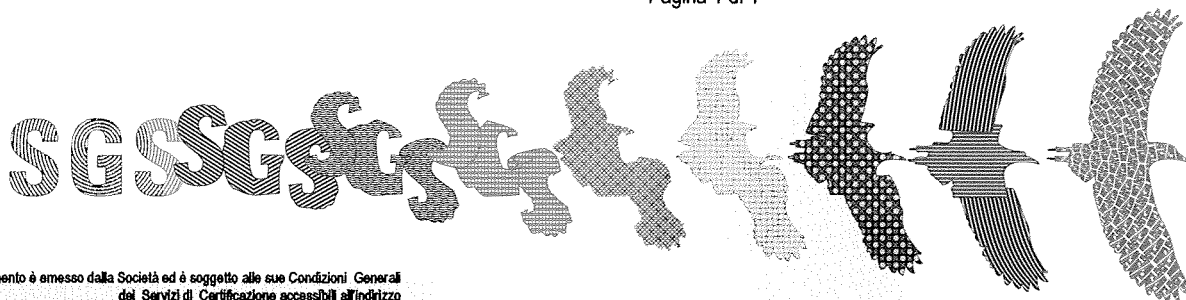 Pagina 1 di 1
SGSSGSSGS
mento è emesso dalla Società ed è soggetto alle sue Condizioni Generali
dei Servizi di Certificazione accessibili all'indirizzo